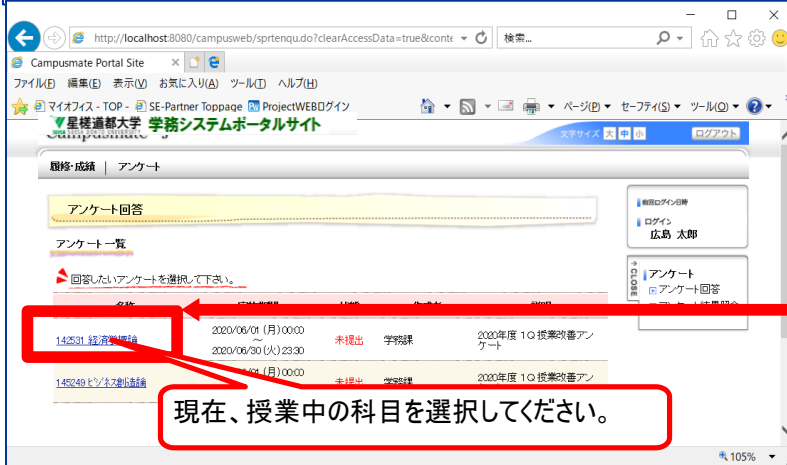 http://localhost:8080/campusweb/sprtenqu.do?clearAccessData=true&conte
検索...
Campusmate Portal Site
ファイル(F) 編集(E) 表示(V) お気に入り(A) ツール(T) ヘルプ(H)
マイオフィス - TOP - SE-Partner Toppage ProjectWEBログイン ページ(P) セーフティ(S) ツール(O)
星槎道都大学 学務システムポータルサイト
SEISA DOHTO UNIVERSITY
文字サイズ 大 中 小 ログアウト
履修・成績 | アンケート
アンケート回答
前回ログイン日時
ログイン
広島 太郎
アンケート一覧
回答したいアンケートを選択して下さい。
CLOSE
アンケート
アンケート回答
142531 経済学概論
2020/06/01 (月) 00:00
~
2020/06/30 (火) 23:30
未提出
学務課
2020年度 1Q 授業改善アンケート
145249 ビジネス創造論
(月) 00:00
未提出
学務課
2020年度 1Q 授業改善アン
現在、授業中の科目を選択してください。
105%